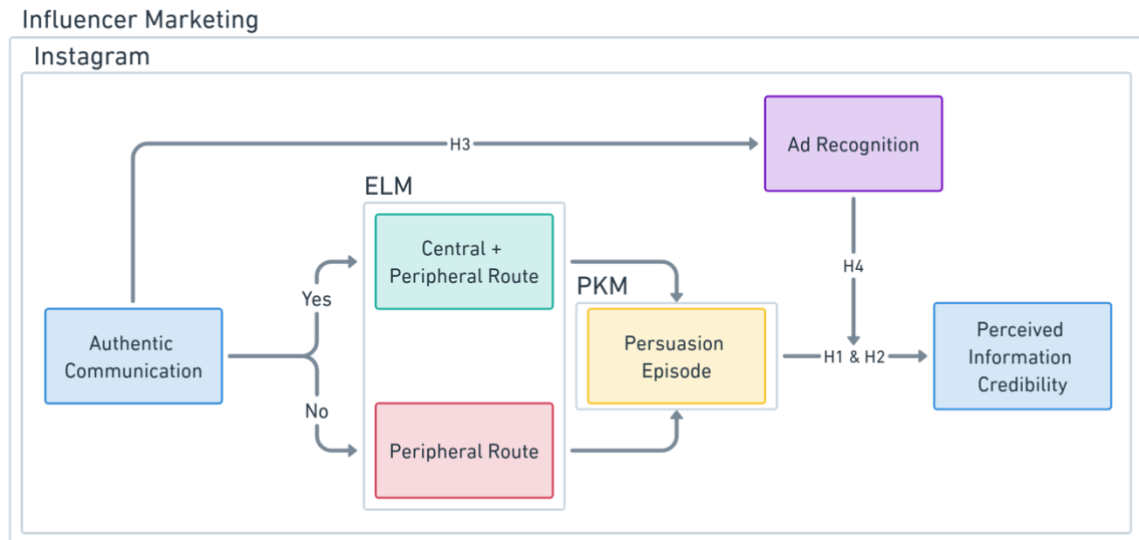 Influencer Marketing
Instagram
H3
Ad Recognition
ELM
Central +
Peripheral Route
H4
PKM
Yes
Authentic
Communication
Persuasion
Episode
H1 & H2
Perceived
Information
Credibility
No
Peripheral Route